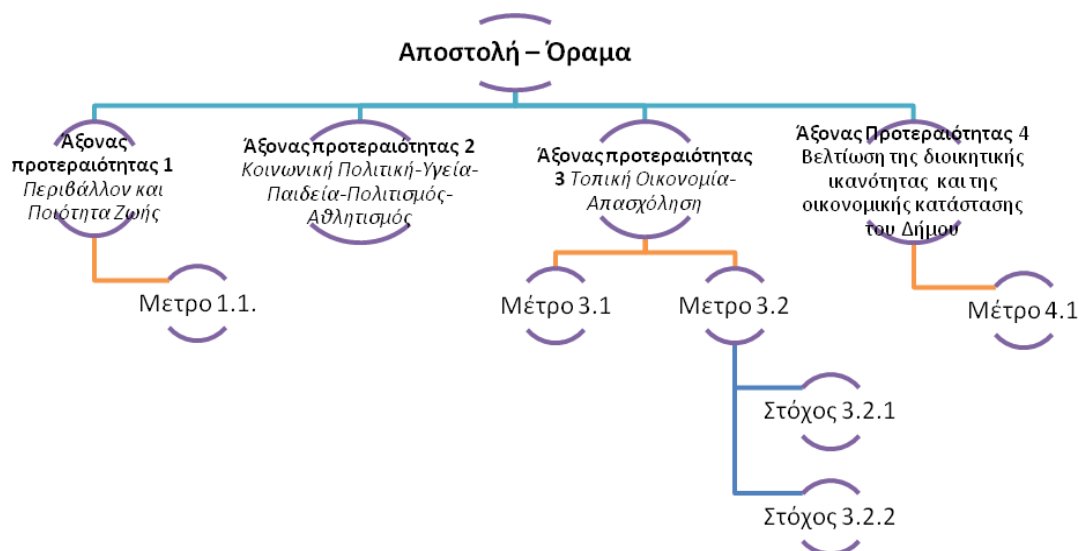 Αποστολή – Όραμα
Άξονας
προτεραιότητας 1
Περιβάλλον και
Ποιότητα Ζωής
Άξονας προτεραιότητας 2
Κοινωνική Πολιτική-Υγεία-
Παιδεία-Πολιτισμός-
Αθλητισμός
Άξονας προτεραιότητας
3 Τοπική Οικονομία-
Απασχόληση
Άξονας Προτεραιότητας 4
Βελτίωση της διοικητικής
ικανότητας και της
οικονομικής κατάστασης
του Δήμου
Μετρο 1.1.
Μέτρο 3.1
Μετρο 3.2
Μέτρο 4.1
Στόχος 3.2.1
Στόχος 3.2.2